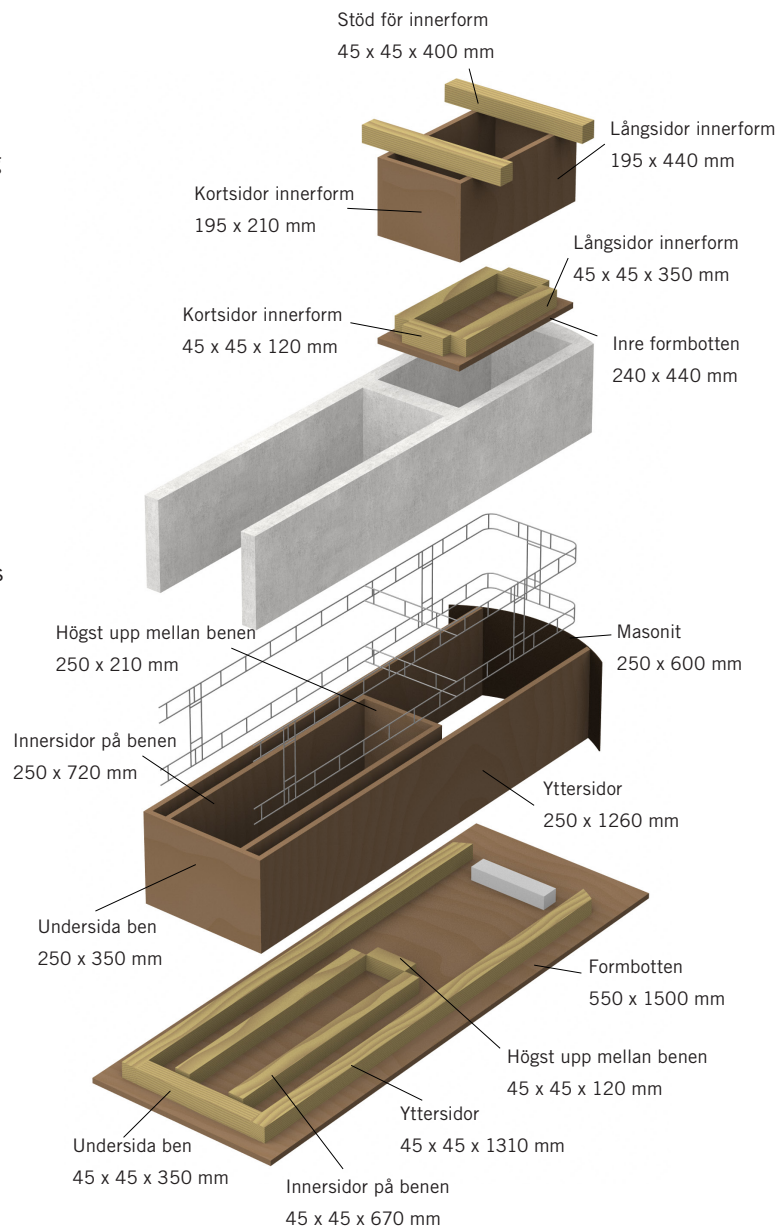 Stöd för innerform
45 x 45 x 400 mm
Långsidor innerform
195 x 440 mm
Kortsidor innerform
195 x 210 mm
Långsidor innerform
45 x 45 x 350 mm
Kortsidor innerform
45 x 45 x 120 mm
Inre formbotten
240 x 440 mm
s
Högst upp mellan benen
250 x 210 mm
Masonit
250 x 600 mm
Innersidor på benen
250 x 720 mm
Yttersidor
250 x 1260 mm
Undersida ben
250 x 350 mm
Formbotten
550 x 1500 mm
Högst upp mellan benen
45 x 45 x 120 mm
Yttersidor
45 x 45 x 1310 mm
Undersida ben
45 x 45 x 350 mm
Innersidor på benen
45 x 45 x 670 mm